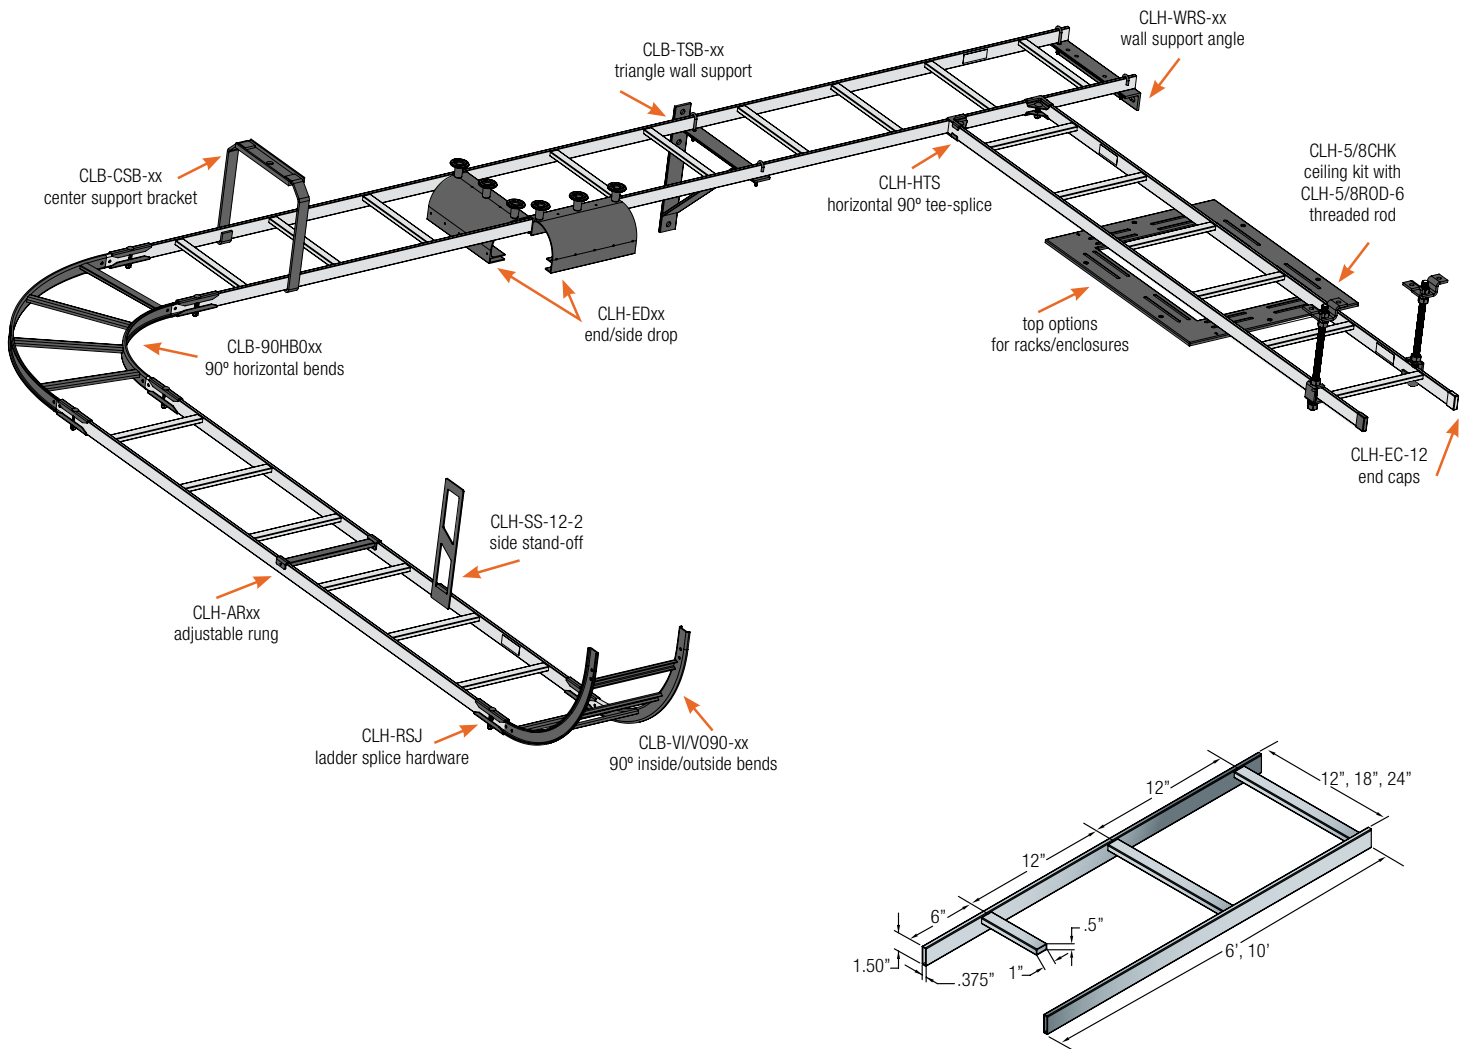 CLH-WRS-xx
wall support angle
CLB-TSB-xx
triangle wall support
CLB-CSB-xx
center support bracket
CLH-HTS
horizontal 90º tee-splice
CLH-5/8CHK
ceiling kit with
CLH-5/8ROD-6
threaded rod
CLH-EDxx
end/side drop
top options
for racks/enclosures
CLB-90HB0xx
90º horizontal bends
CLH-EC-12
end caps
CLH-SS-12-2
side stand-off
CLH-ARxx
adjustable rung
CLH-RSJ
ladder splice hardware
CLB-VI/VO90-xx
90º inside/outside bends
12”
12”, 18”, 24”
12”
6”
.5”
1.50”
.375”
1”
6’, 10’